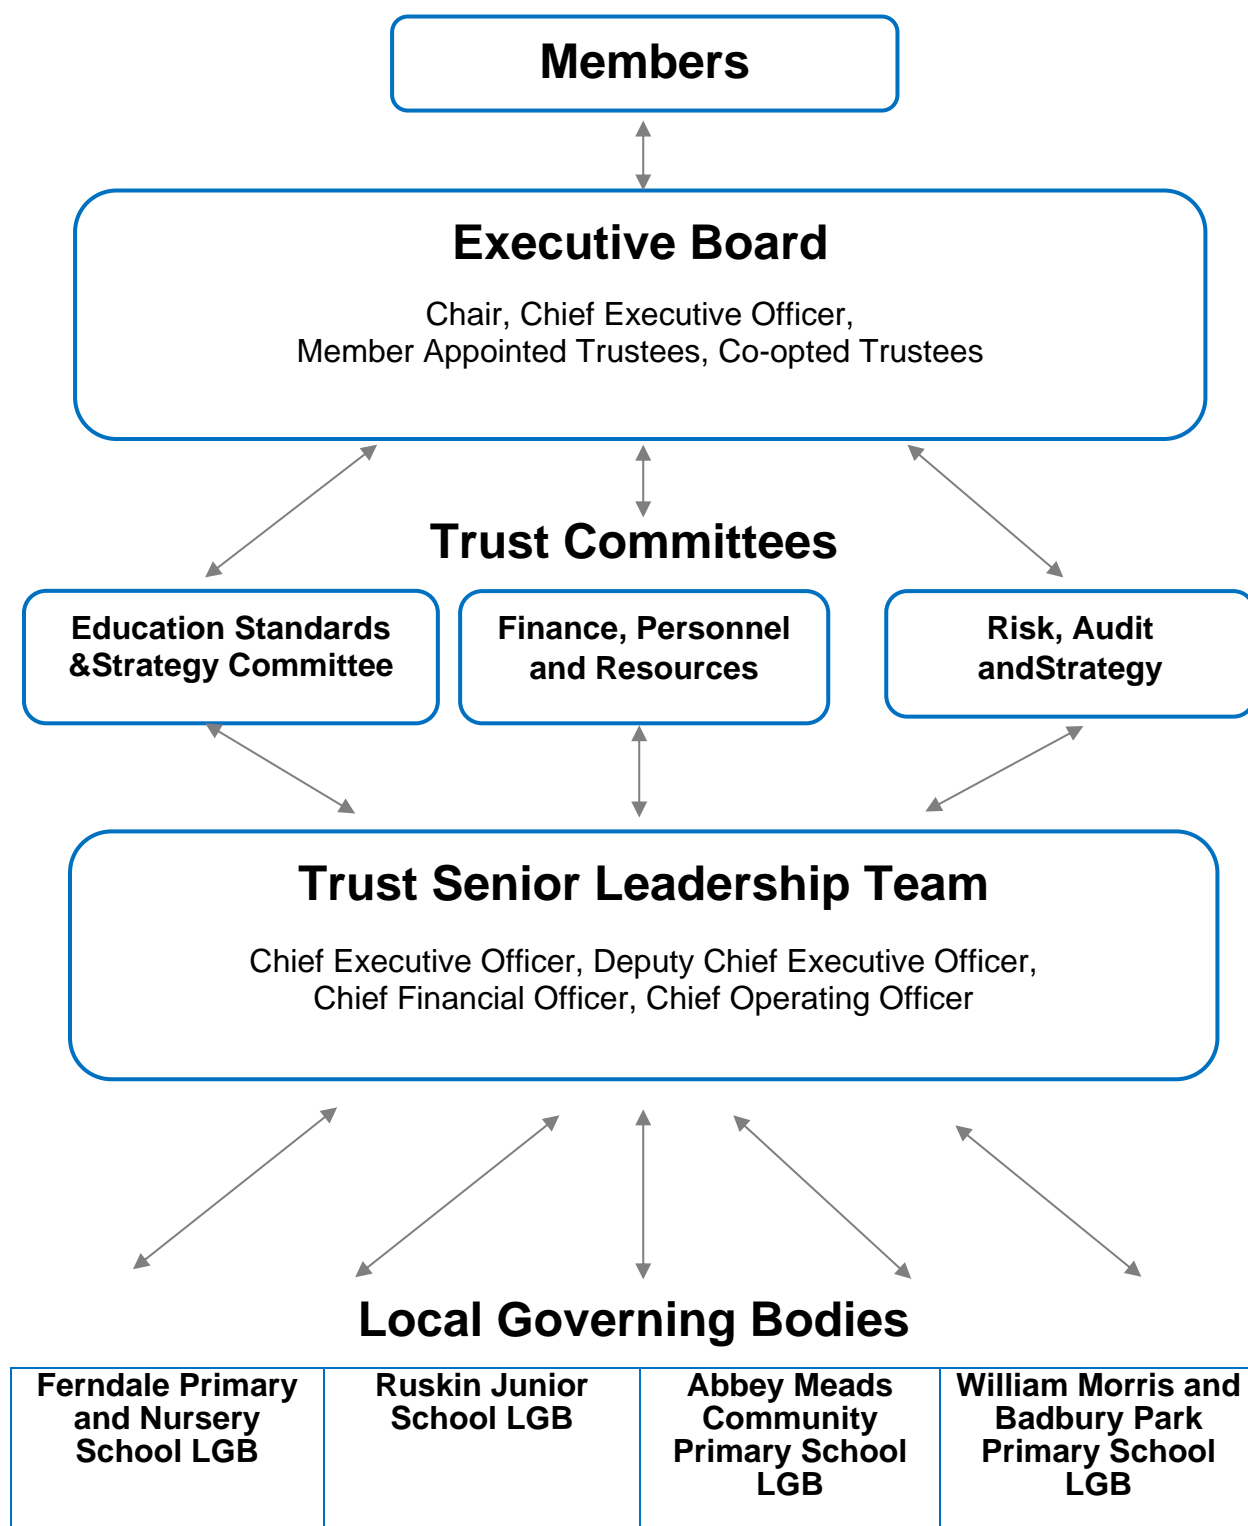 Members
Executive Board
Chair, Chief Executive Officer,
Member Appointed Trustees, Co-opted Trustees
Trust Committees
Education Standards
&Strategy Committee
Finance, Personnel
and Resources
Risk, Audit
andStrategy
Trust Senior Leadership Team
Chief Executive Officer, Deputy Chief Executive Officer,
Chief Financial Officer, Chief Operating Officer
Local Governing Bodies
Ferndale Primary
and Nursery
School LGB
Ruskin Junior
School LGB
Abbey Meads
Community
Primary School
LGB
William Morris and
Badbury Park
Primary School
LGB